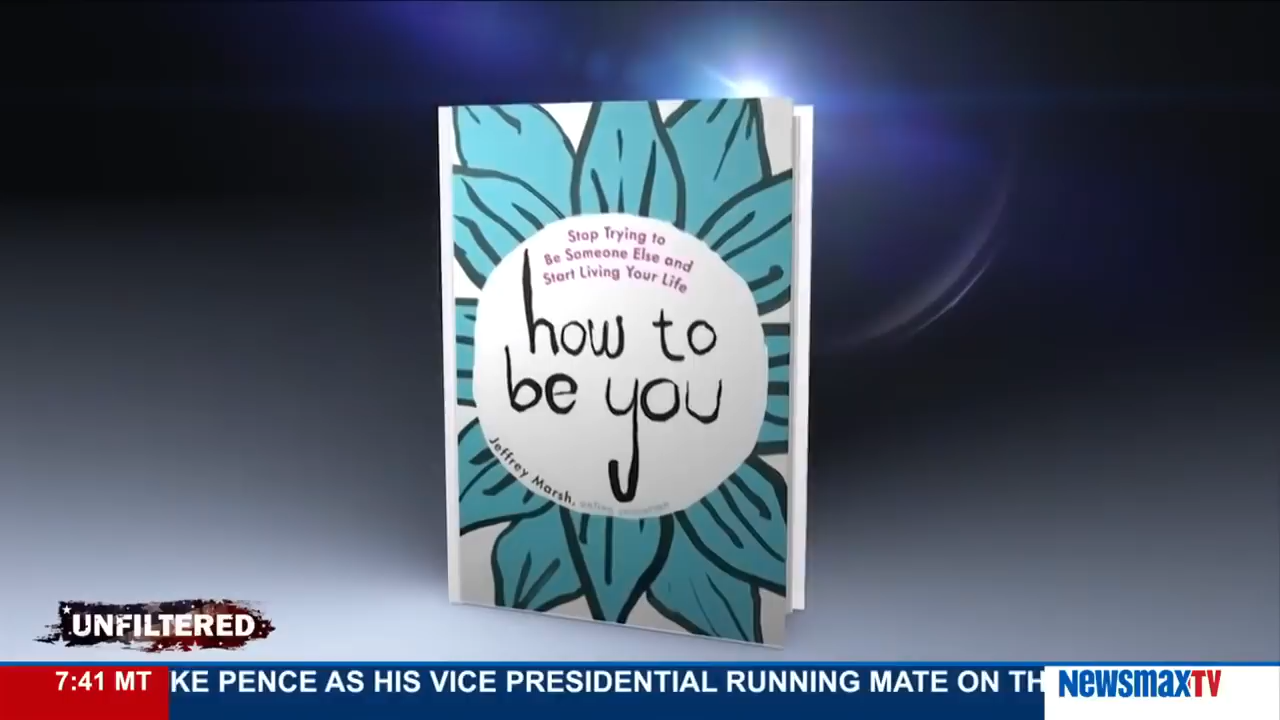 Stop Trying to
Be Someone Else and
Start Living Your Life
how to
be you
Jeffrey Marsh,
UNFILTERED
7:41 MT
KE PENCE AS HIS VICE PRESIDENTIAL RUNNING MATE ON TH
NEWSMAXTV